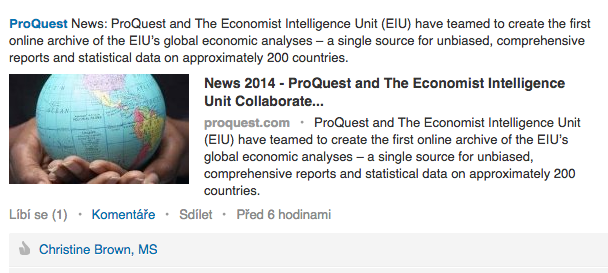 ProQuest News: ProQuest and The Economist Intelligence Unit (EIU) have teamed to create the first
online archive of the EIU's global economic analyses – a single source for unbiased, comprehensive
reports and statistical data on approximately 200 countries.
News 2014 - ProQuest and The Economist Intelligence
Unit Collaborate...
proquest.com • ProQuest and The Economist Intelligence Unit
(EIU) have teamed to create the first online archive of the EIU's
global economic analyses – a single source for unbiased,
comprehensive reports and statistical data on approximately 200
countries.
Líbí se (1) • Komentáře • Sdílet • Před 6 hodinami
Christine Brown, MS